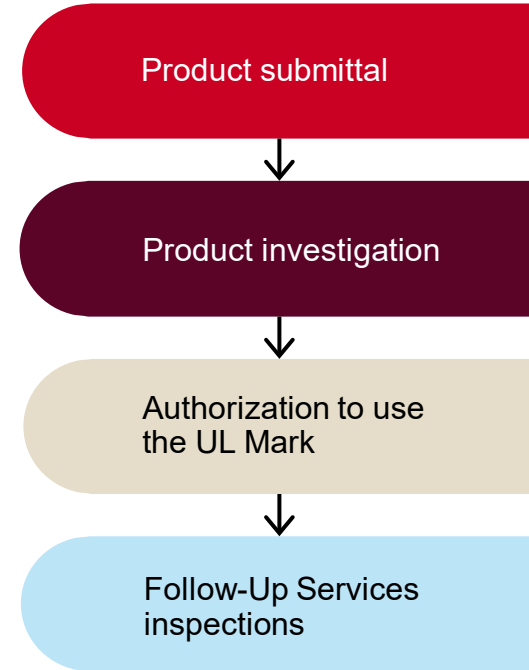 Product submittal
Product investigation
Authorization to use
the UL Mark
Follow-Up Services
inspections